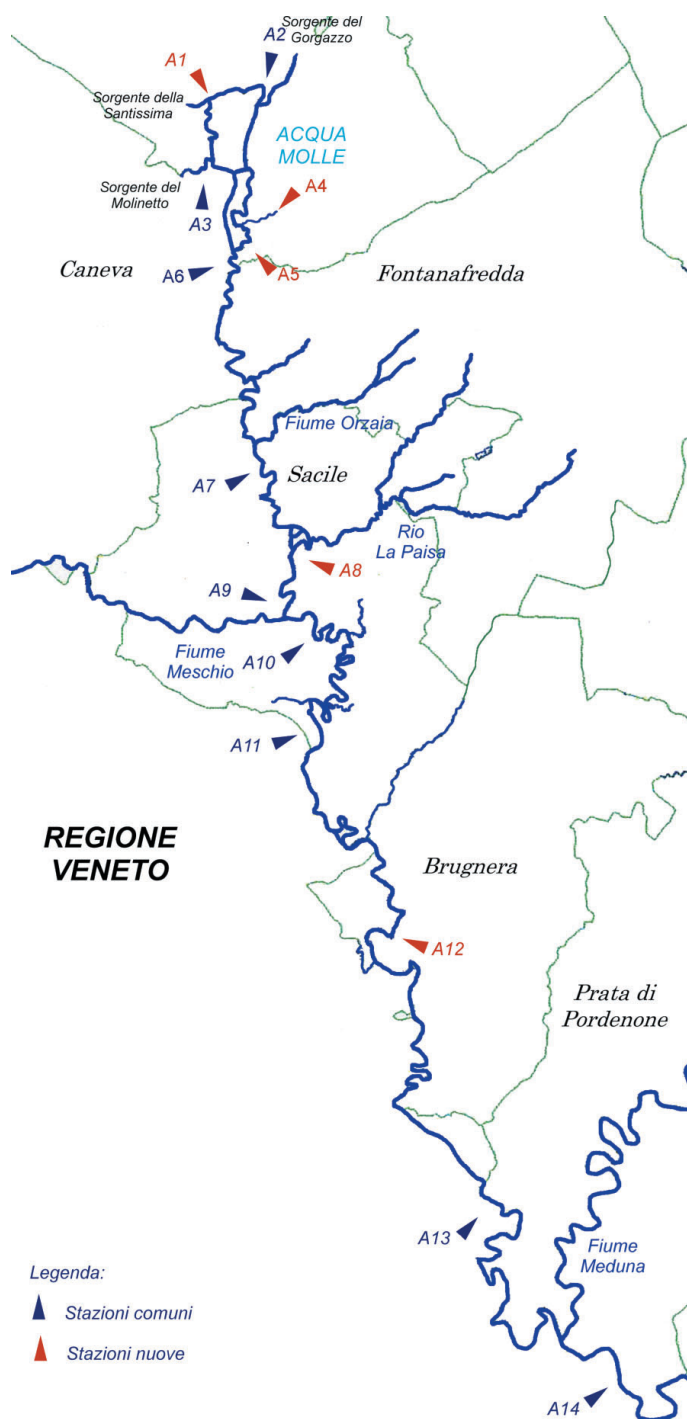 Sorgente del
Gorgazzo
A2
A1
Sorgente della
Santissima
ACQUA
MOLLE
Sorgente del
Molinetto
A4
A3
A5
A6
Caneva
Fontanafredda
Fiume Orzaia
A7
Sacile
Rio
La Paisa
A8
A9
Fiume
Meschio
A10
A11
REGIONE
VENETO
Brugnera
A12
Prata di
Pordenone
A13
Fiume
Meduna
Legenda:
Stazioni comuni
Stazioni nuove
A14